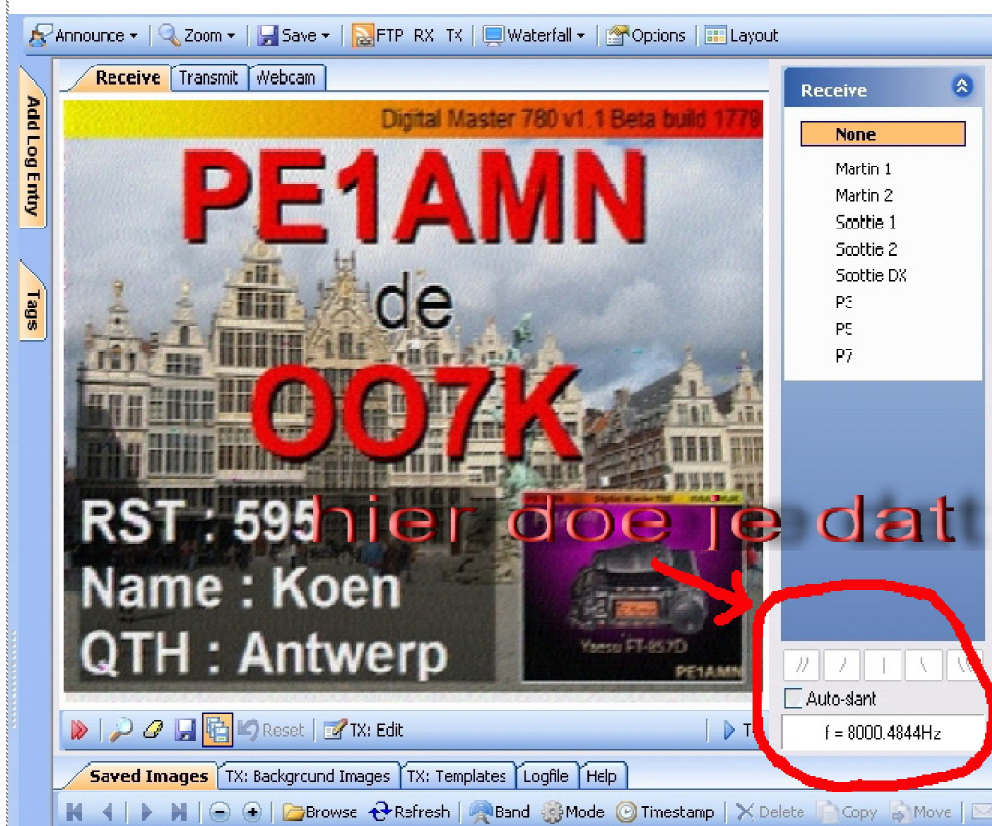 Announce Zoom Save FTP RX TX Waterfall Options Layout
Receive Transmit Webcam
Add Log Entry
Tags
Digital Master 780 v1.1 Beta build 1779
PE1AMN
de
OO7K
RST : 595
Name : Koen
QTH : Antwerp
Yaesu FT-857D
PE1AMN
hier doe je datt
Receive
None
Martin 1
Martin 2
Scottie 1
Scottie 2
Scottie DX
P3
P5
P7
Auto-slant
f = 8000.4844Hz
Reset TX: Edit
Saved Images TX: Background Images TX: Templates Logfile Help
Browse Refresh Band Mode Timestamp Delete Copy Move